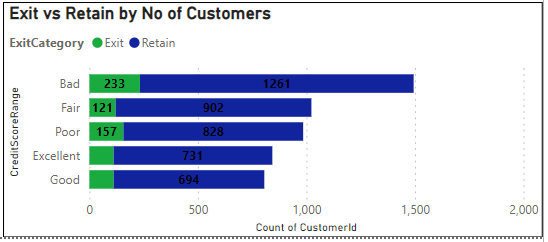 Exit vs Retain by No of Customers
ExitCategory Exit Retain
CreditScoreRange
Bad 233 1261
Fair 121 902
Poor 157 828
Excellent 731
Good 694
0 500 1,000 1,500 2,000
Count of CustomerId